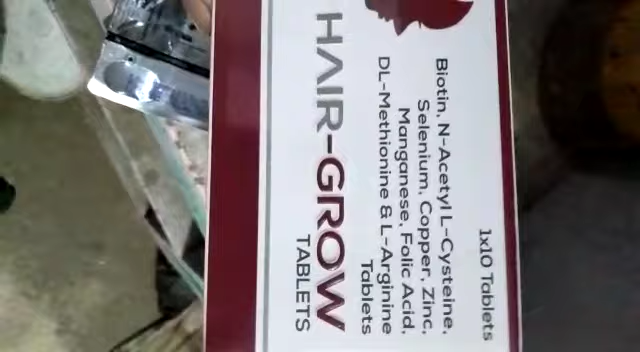 1x10 Tablets
Biotin, N-Acetyl L-Cysteine,
Selenium, Copper, Zinc,
Manganese, Folic Acid,
DL-Methionine & L-Arginine
Tablets
HAIR-GROW
TABLETS